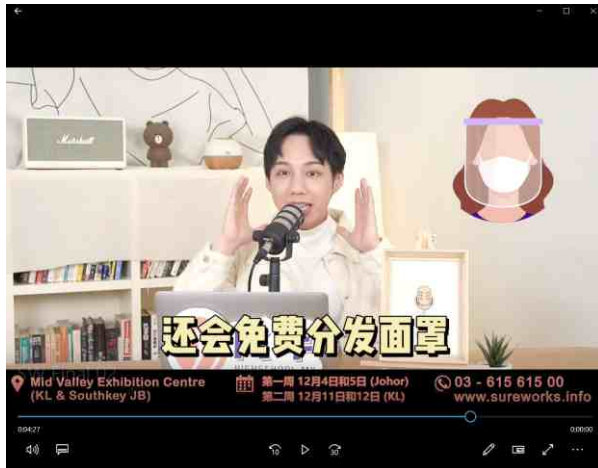 Marshall
还会免费分发面罩
Mid Valley Exhibition Centre
(KL & Southkey JB)
第一周 12月4日和5日 (Johor)
第二周 12月11日和12日 (KL)
03 - 615 615 00
www.sureworks.info
0:04:27
0:00:00
10
30